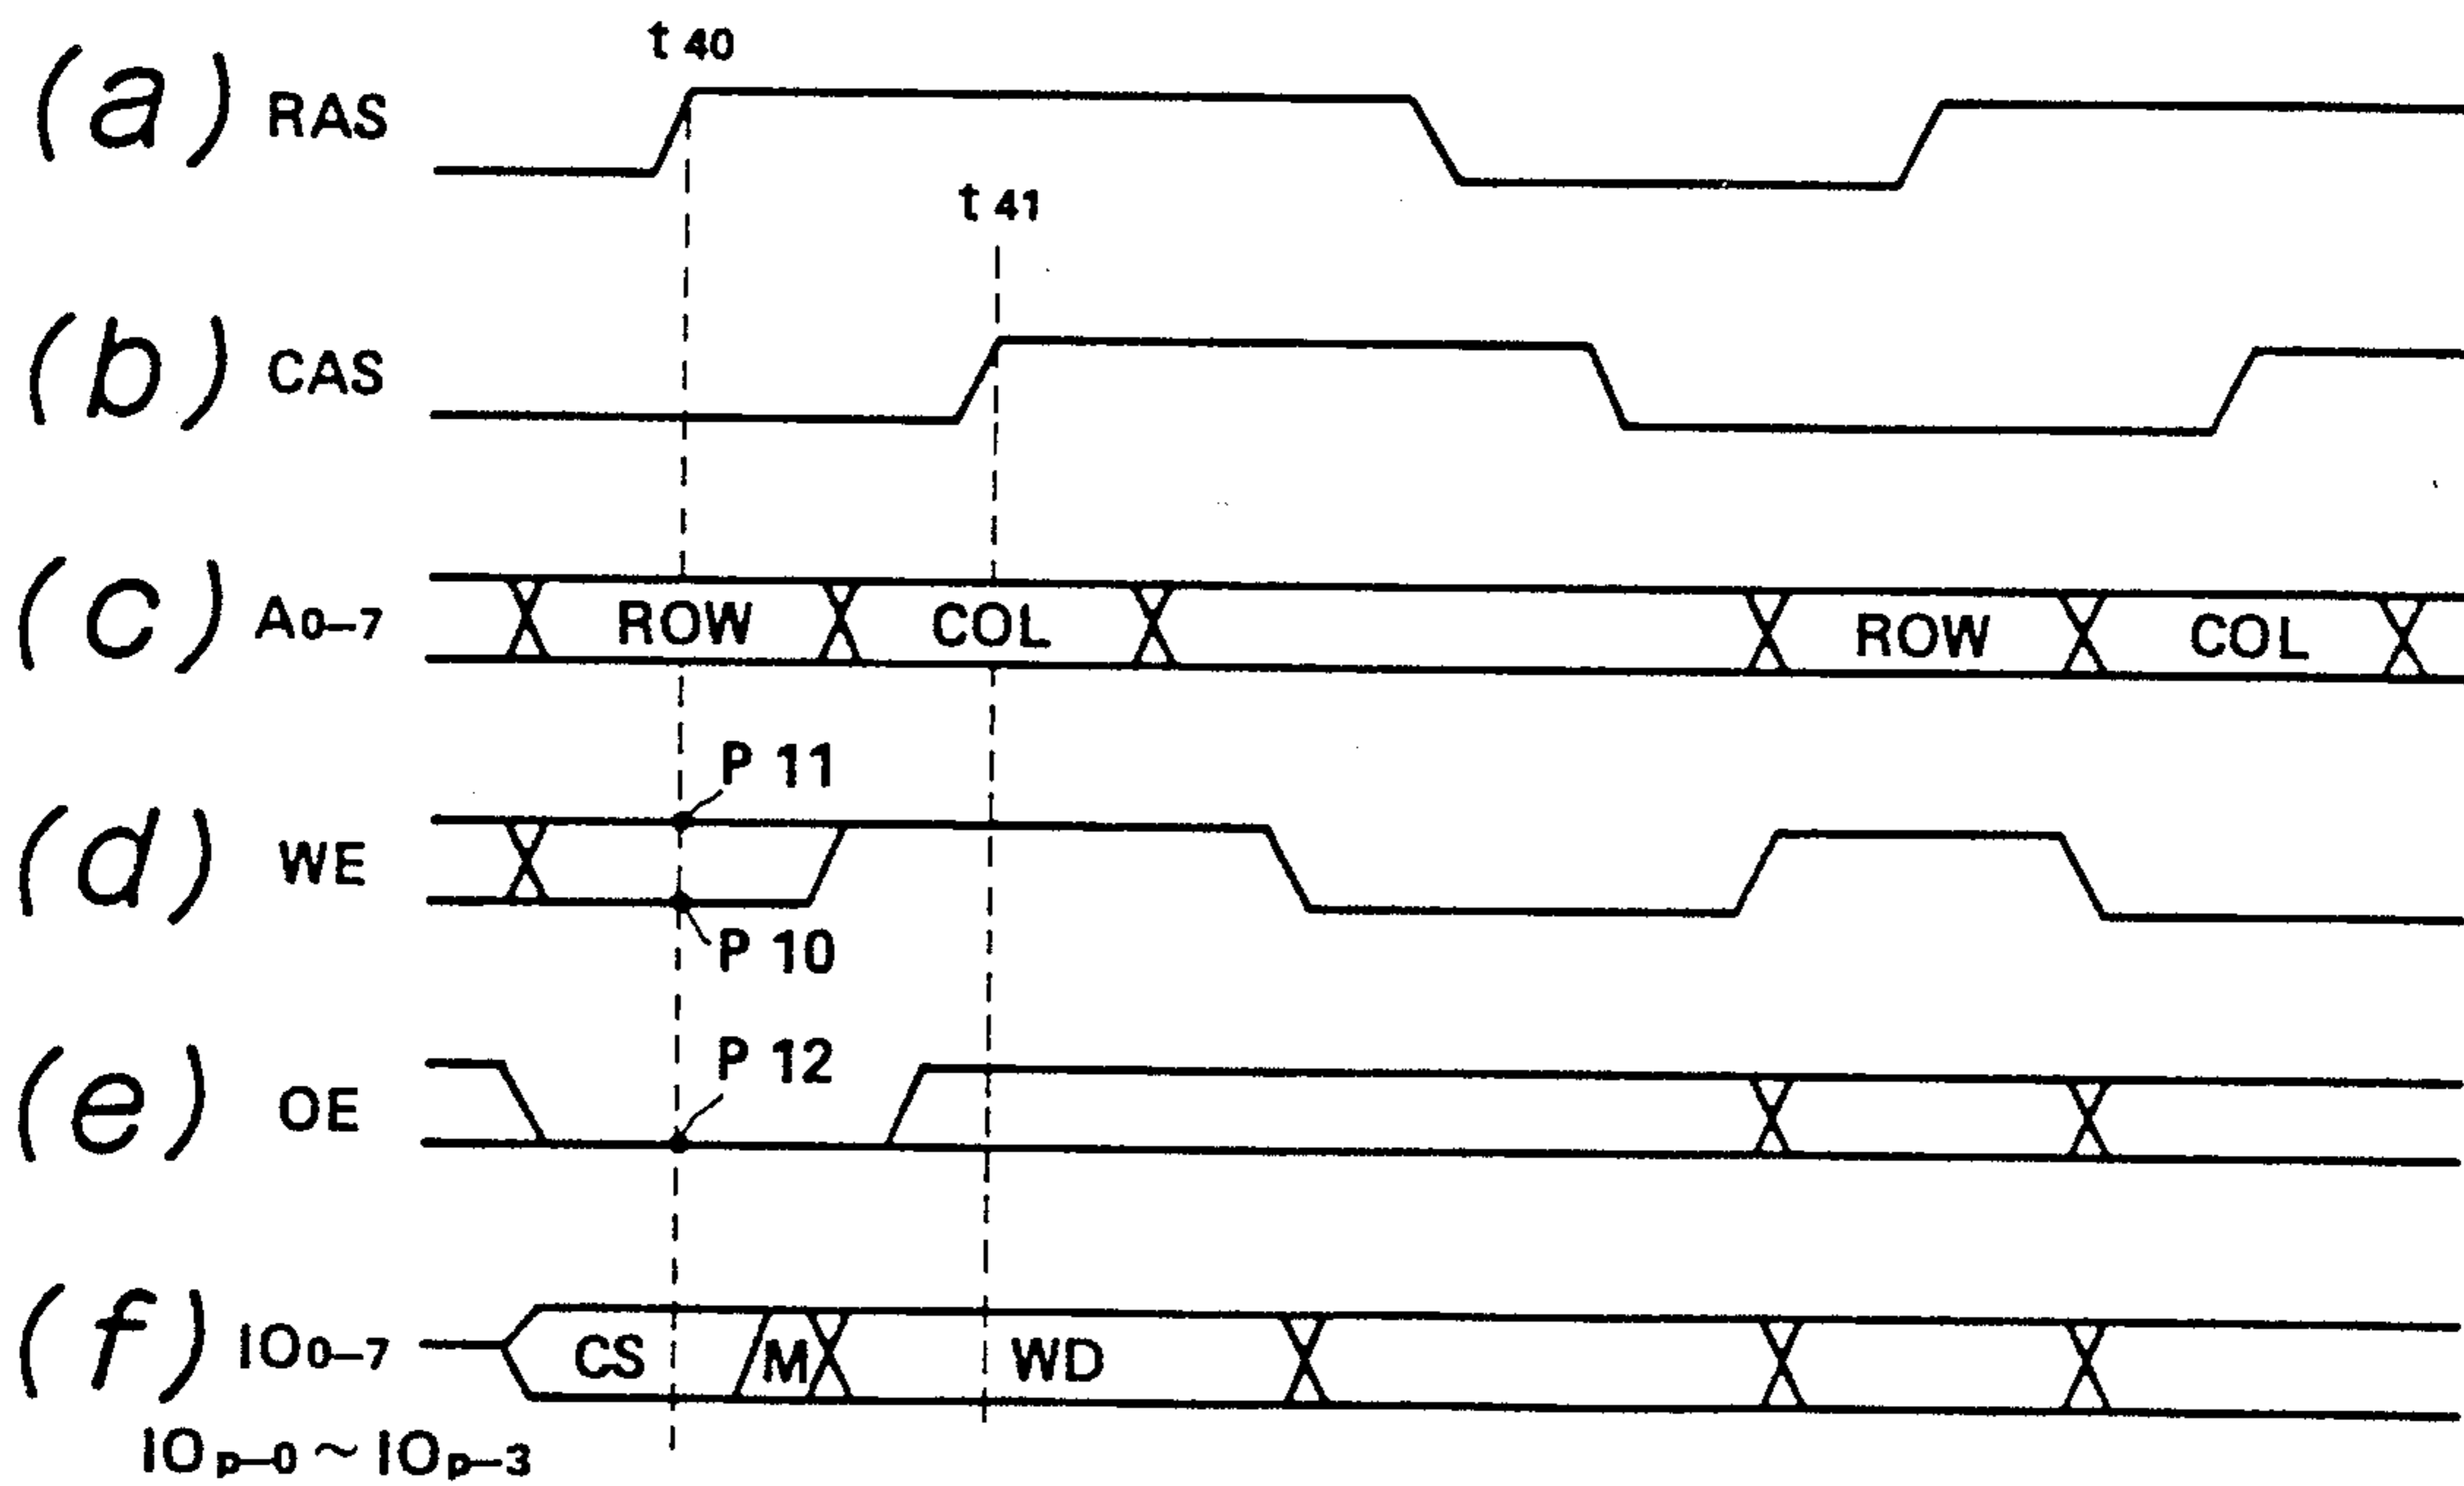 t 40
(a) RAS
t 41
(b) CAS
(c) A0–7 ROW COL ROW COL
P 11
(d) WE
P 10
P 12
(e) OE
(f) IO0–7 CS M WD
IOp–0 ~ IOp–3